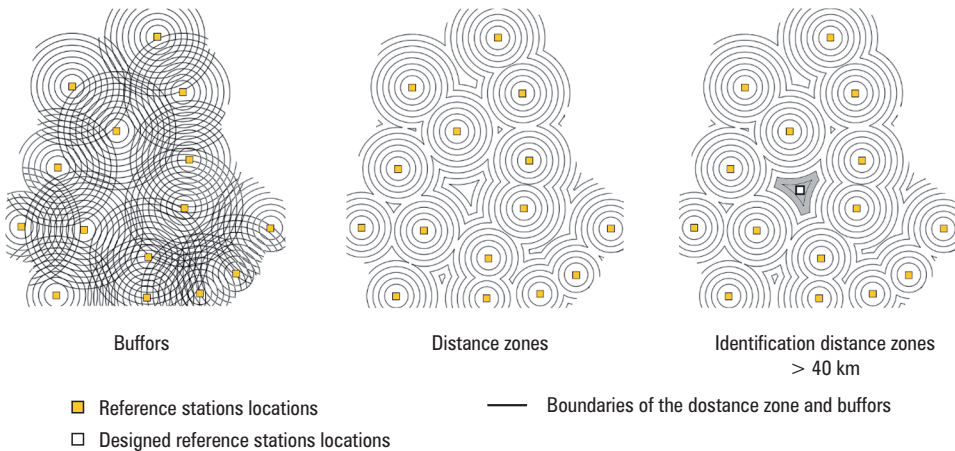 Buffors
Distance zones
Identification distance zones
> 40 km
Reference stations locations
Boundaries of the dostance zone and buffors
Designed reference stations locations